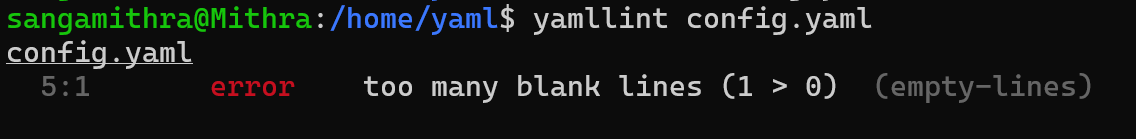 sangamithra@Mithra:/home/yaml$ yamllint config.yaml
config.yaml
5:1 error too many blank lines (1 > 0) (empty-lines)